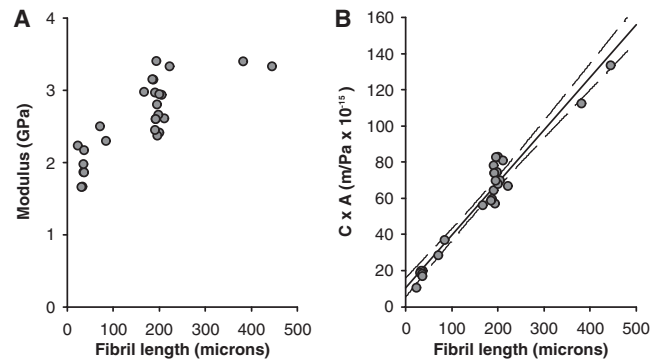 A
4
3
2
1
0
Modulus (GPa)
0 100 200 300 400 500
Fibril length (microns)
B
160
140
120
100
80
60
40
20
0
C x A (m/Pa x 10⁻¹⁵)
0 100 200 300 400 500
Fibril length (microns)